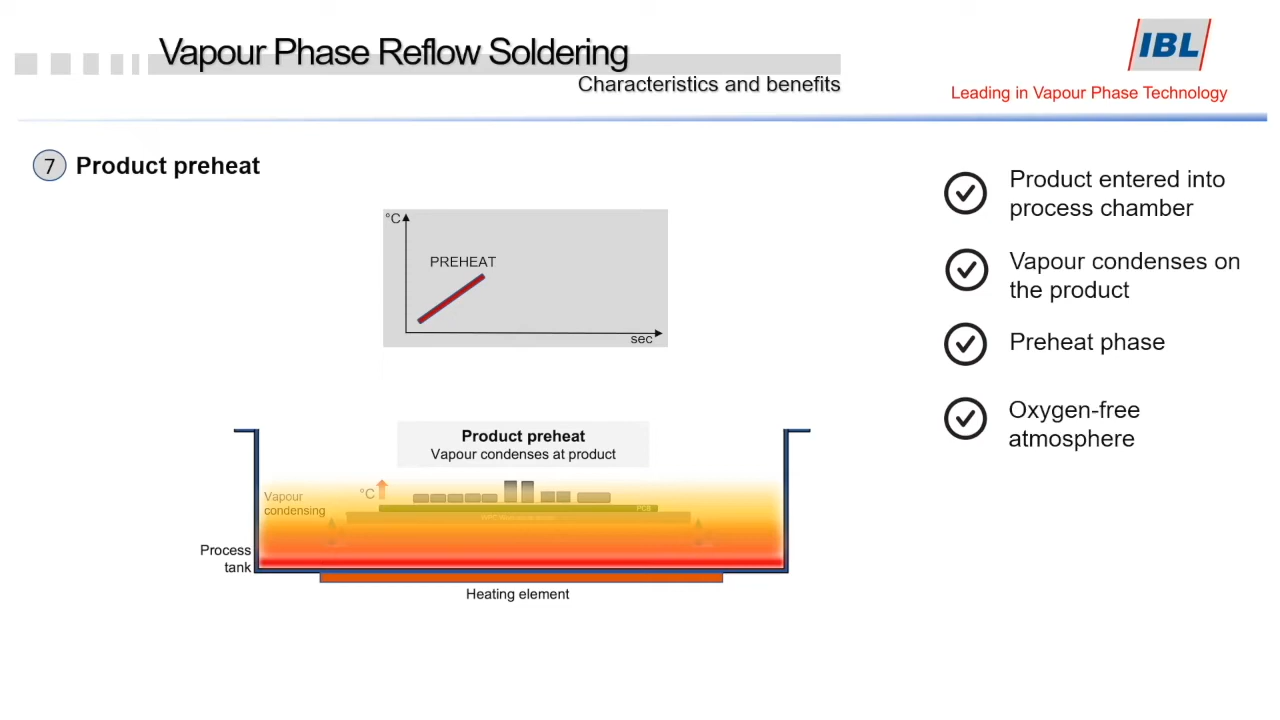 Vapour Phase Reflow Soldering
Characteristics and benefits
IBL
Leading in Vapour Phase Technology
7 Product preheat
°C
PREHEAT
sec
Product entered into
process chamber
Vapour condenses on
the product
Preheat phase
Oxygen-free
atmosphere
Product preheat
Vapour condenses at product
Vapour
condensing
°C
PCB
Process
tank
Heating element